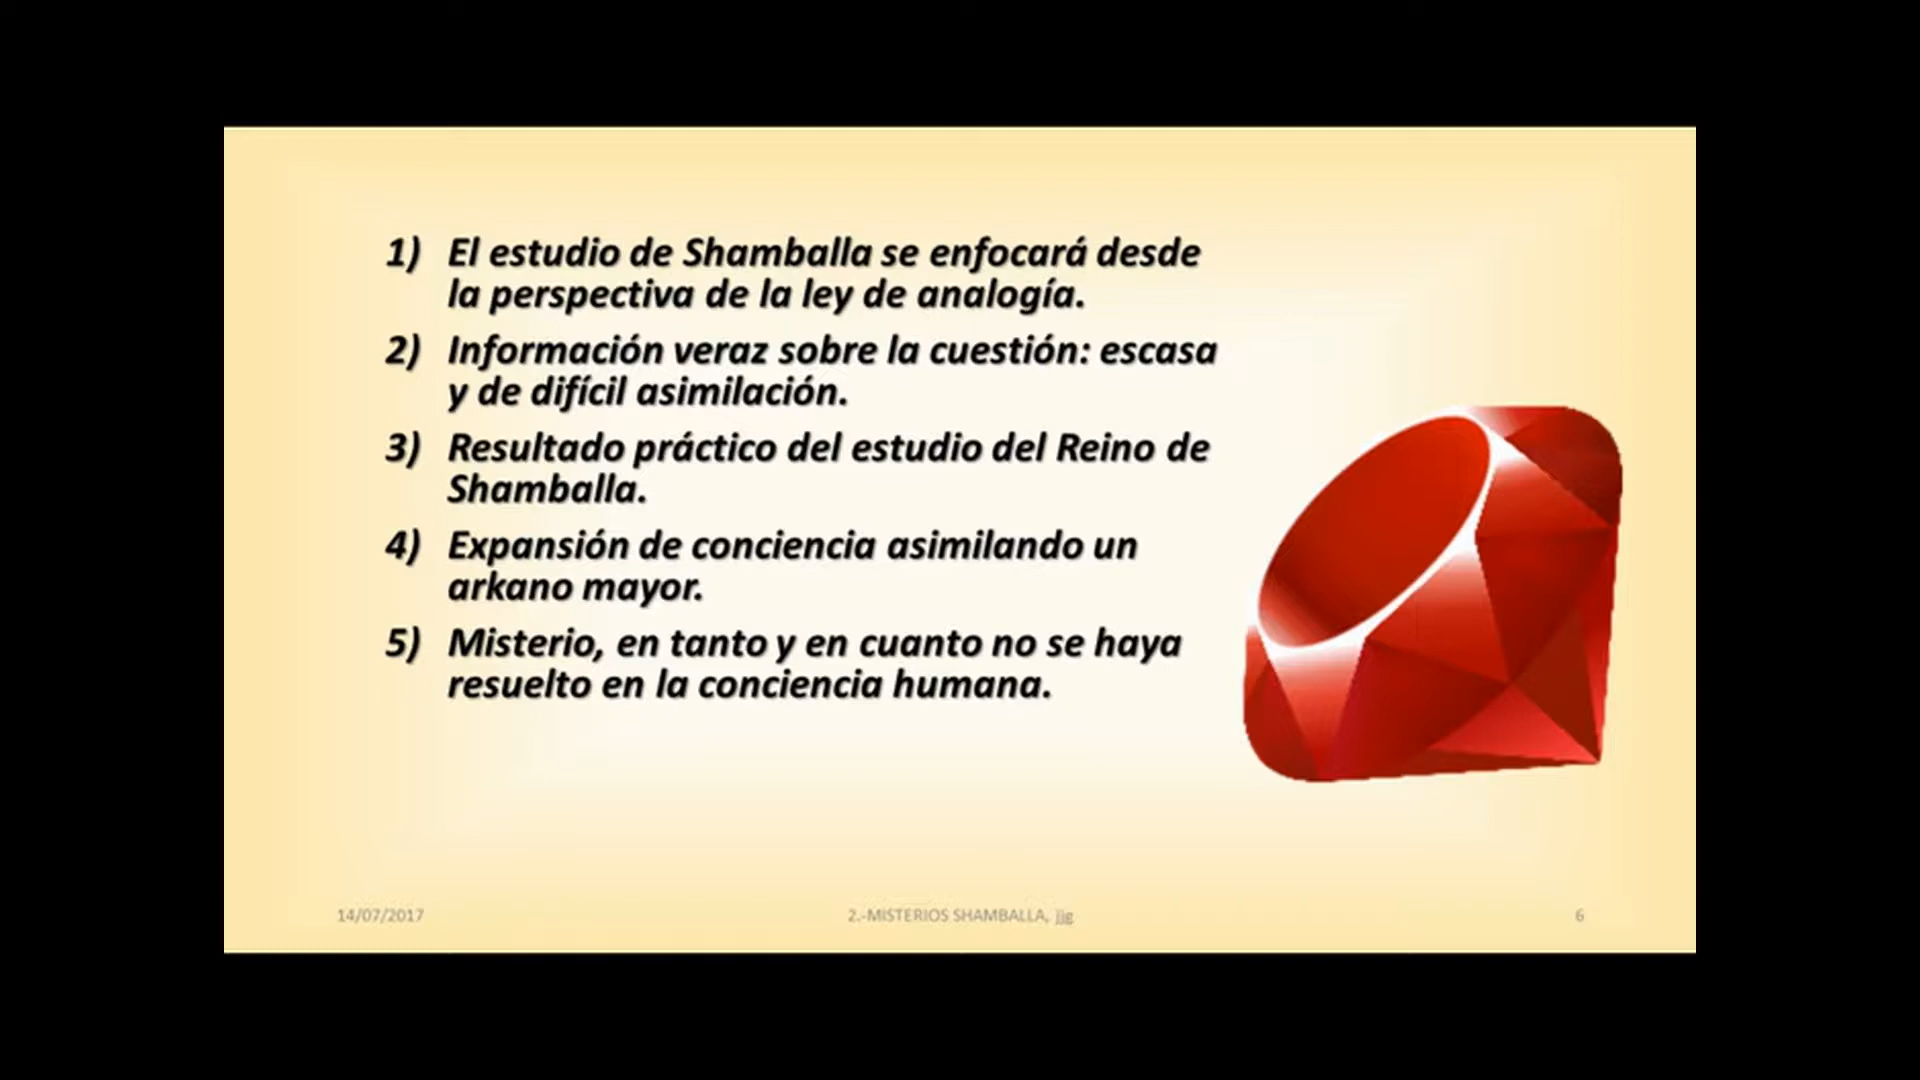 1) El estudio de Shamballa se enfocará desde
la perspectiva de la ley de analogía.
2) Información veraz sobre la cuestión: escasa
y de difícil asimilación.
3) Resultado práctico del estudio del Reino de
Shamballa.
4) Expansión de conciencia asimilando un
arkano mayor.
5) Misterio, en tanto y en cuanto no se haya
resuelto en la conciencia humana.
14/07/2017
2.-MISTERIOS SHAMBALLA, jjg
6